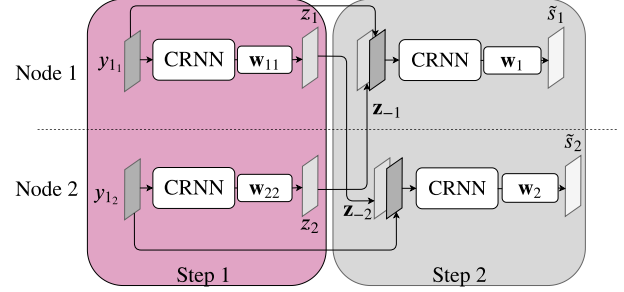 z₁ s̃₁
Node 1 y₁₁ CRNN w₁₁ CRNN w₁
z₋₁
s̃₂
Node 2 y₁₂ CRNN w₂₂ CRNN w₂
z₋₂
z₂
Step 1 Step 2